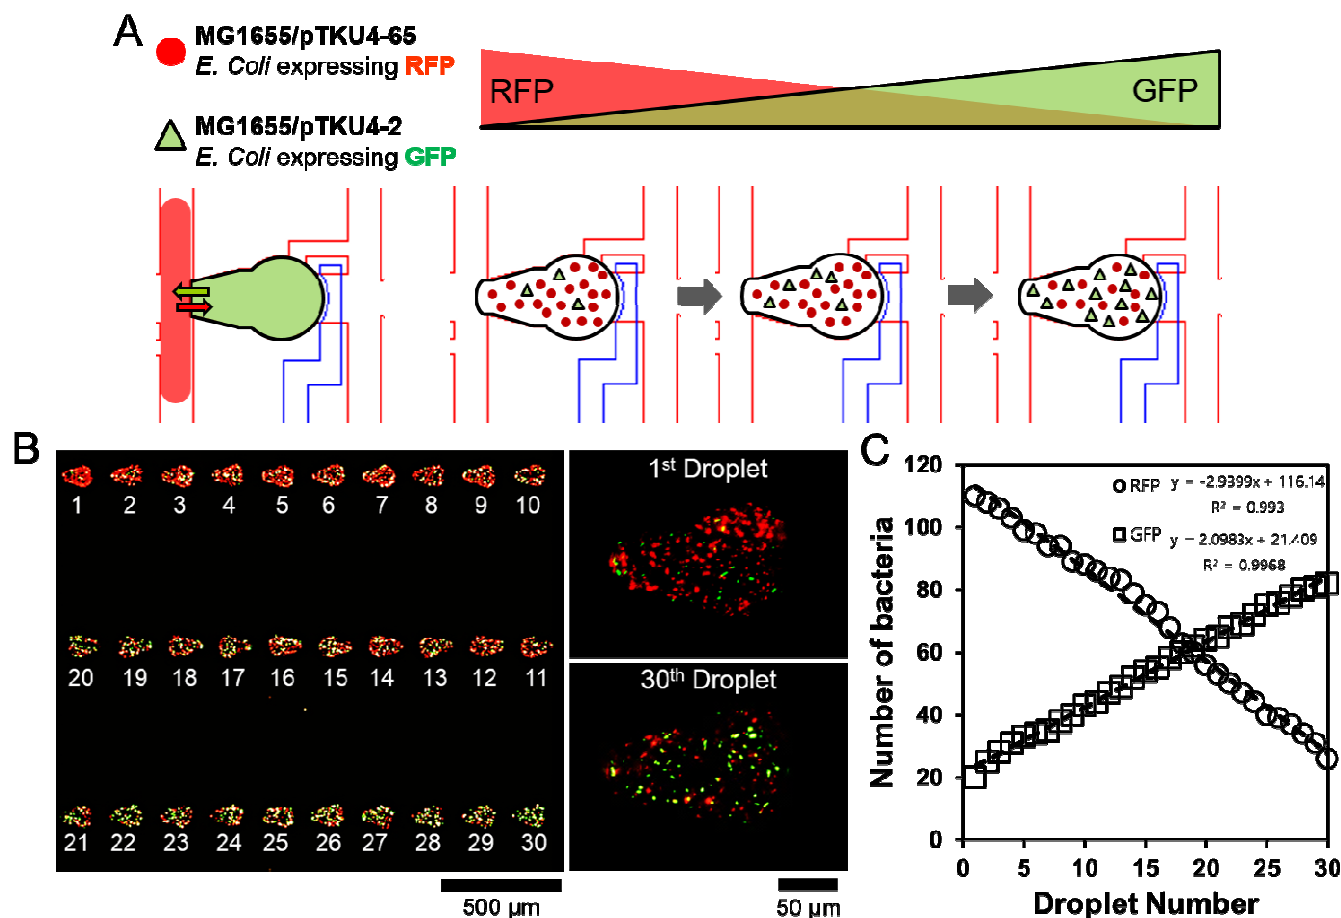 A
MG1655/pTKU4-65
E. Coli expressing RFP
MG1655/pTKU4-2
E. Coli expressing GFP
RFP
GFP
B
1 2 3 4 5 6 7 8 9 10
20 19 18 17 16 15 14 13 12 11
21 22 23 24 25 26 27 28 29 30
500 μm
1st Droplet
30th Droplet
50 μm
C
Number of bacteria
120
100
80
60
40
20
0
RFP y = -2.9399x + 116.14
R² = 0.993
GFP y = 2.0983x + 21.409
R² = 0.9968
0 5 10 15 20 25 30
Droplet Number